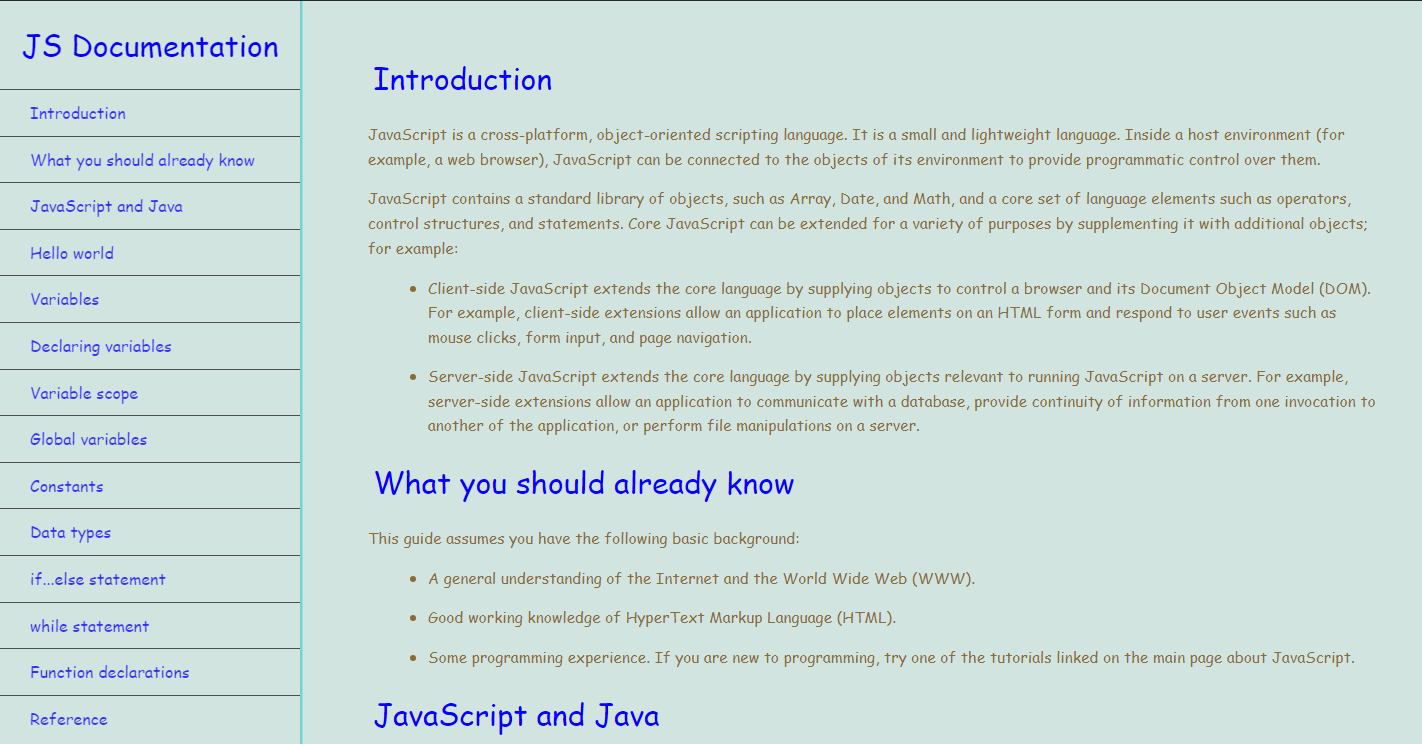 JS Documentation
Introduction
What you should already know
JavaScript and Java
Hello world
Variables
Declaring variables
Variable scope
Global variables
Constants
Data types
if...else statement
while statement
Function declarations
Reference
Introduction
JavaScript is a cross-platform, object-oriented scripting language. It is a small and lightweight language. Inside a host environment (for
example, a web browser), JavaScript can be connected to the objects of its environment to provide programmatic control over them.
JavaScript contains a standard library of objects, such as Array, Date, and Math, and a core set of language elements such as operators,
control structures, and statements. Core JavaScript can be extended for a variety of purposes by supplementing it with additional objects;
for example:
• Client-side JavaScript extends the core language by supplying objects to control a browser and its Document Object Model (DOM).
For example, client-side extensions allow an application to place elements on an HTML form and respond to user events such as
mouse clicks, form input, and page navigation.
• Server-side JavaScript extends the core language by supplying objects relevant to running JavaScript on a server. For example,
server-side extensions allow an application to communicate with a database, provide continuity of information from one invocation to
another of the application, or perform file manipulations on a server.
What you should already know
This guide assumes you have the following basic background:
• A general understanding of the Internet and the World Wide Web (WWW).
• Good working knowledge of HyperText Markup Language (HTML).
• Some programming experience. If you are new to programming, try one of the tutorials linked on the main page about JavaScript.
JavaScript and Java